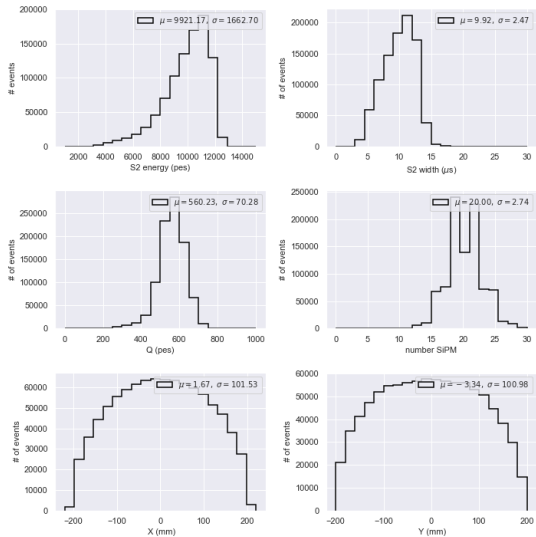 200000
150000
100000
50000
0
# of events
2000 4000 6000 8000 10000 12000 14000
S2 energy (pes)
μ = 9921.17, σ = 1662.70
200000
150000
100000
50000
0
# of events
0 5 10 15 20 25 30
S2 width (μs)
μ = 9.92, σ = 2.47
250000
200000
150000
100000
50000
0
# of events
0 200 400 600 800 1000
Q (pes)
μ = 560.23, σ = 70.28
250000
200000
150000
100000
50000
0
# of events
0 5 10 15 20 25 30
number SiPM
μ = 20.00, σ = 2.74
60000
50000
40000
30000
20000
10000
0
# of events
−200 −100 0 100 200
X (mm)
μ = 1.67, σ = 101.53
60000
50000
40000
30000
20000
10000
0
# of events
−200 −100 0 100 200
Y (mm)
μ = −3.34, σ = 100.98